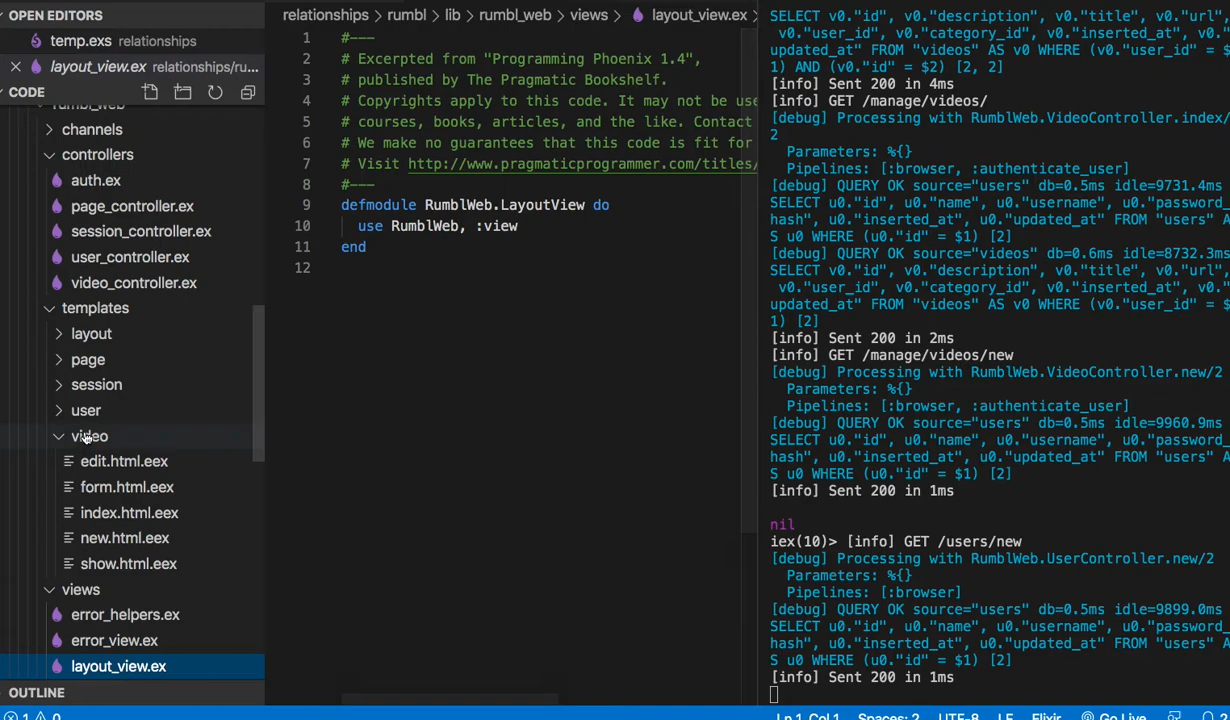 OPEN EDITORS
temp.exs relationships
layout_view.ex relationships/ru...
CODE
rumbl_web
channels
controllers
auth.ex
page_controller.ex
session_controller.ex
user_controller.ex
video_controller.ex
templates
layout
page
session
user
video
edit.html.eex
form.html.eex
index.html.eex
new.html.eex
show.html.eex
views
error_helpers.ex
error_view.ex
layout_view.ex
OUTLINE
1 0
relationships > rumbl > lib > rumbl_web > views > layout_view.ex >
1 #---
2 # Excerpted from "Programming Phoenix 1.4",
3 # published by The Pragmatic Bookshelf.
4 # Copyrights apply to this code. It may not be use
5 # courses, books, articles, and the like. Contact
6 # We make no guarantees that this code is fit for
7 # Visit http://www.pragmaticprogrammer.com/titles/
8 #---
9 defmodule RumblWeb.LayoutView do
10 use RumblWeb, :view
11 end
12
SELECT v0."id", v0."description", v0."title", v0."url",
v0."user_id", v0."category_id", v0."inserted_at", v0."
updated_at" FROM "videos" AS v0 WHERE (v0."user_id" = $
1) AND (v0."id" = $2) [2, 2]
[info] Sent 200 in 4ms
[info] GET /manage/videos/
[debug] Processing with RumblWeb.VideoController.index/
2
Parameters: %{}
Pipelines: [:browser, :authenticate_user]
[debug] QUERY OK source="users" db=0.5ms idle=9731.4ms
SELECT u0."id", u0."name", u0."username", u0."password_
hash", u0."inserted_at", u0."updated_at" FROM "users" A
S u0 WHERE (u0."id" = $1) [2]
[debug] QUERY OK source="videos" db=0.6ms idle=8732.3ms
SELECT v0."id", v0."description", v0."title", v0."url",
v0."user_id", v0."category_id", v0."inserted_at", v0."
updated_at" FROM "videos" AS v0 WHERE (v0."user_id" = $
1) [2]
[info] Sent 200 in 2ms
[info] GET /manage/videos/new
[debug] Processing with RumblWeb.VideoController.new/2
Parameters: %{}
Pipelines: [:browser, :authenticate_user]
[debug] QUERY OK source="users" db=0.5ms idle=9960.9ms
SELECT u0."id", u0."name", u0."username", u0."password_
hash", u0."inserted_at", u0."updated_at" FROM "users" A
S u0 WHERE (u0."id" = $1) [2]
[info] Sent 200 in 1ms
nil
iex(10)> [info] GET /users/new
[debug] Processing with RumblWeb.UserController.new/2
Parameters: %{}
Pipelines: [:browser]
[debug] QUERY OK source="users" db=0.5ms idle=9899.0ms
SELECT u0."id", u0."name", u0."username", u0."password_
hash", u0."inserted_at", u0."updated_at" FROM "users" A
S u0 WHERE (u0."id" = $1) [2]
[info] Sent 200 in 1ms
Ln 1, Col 1 Spaces: 2 UTF-8 LF Elixir Go Live 2